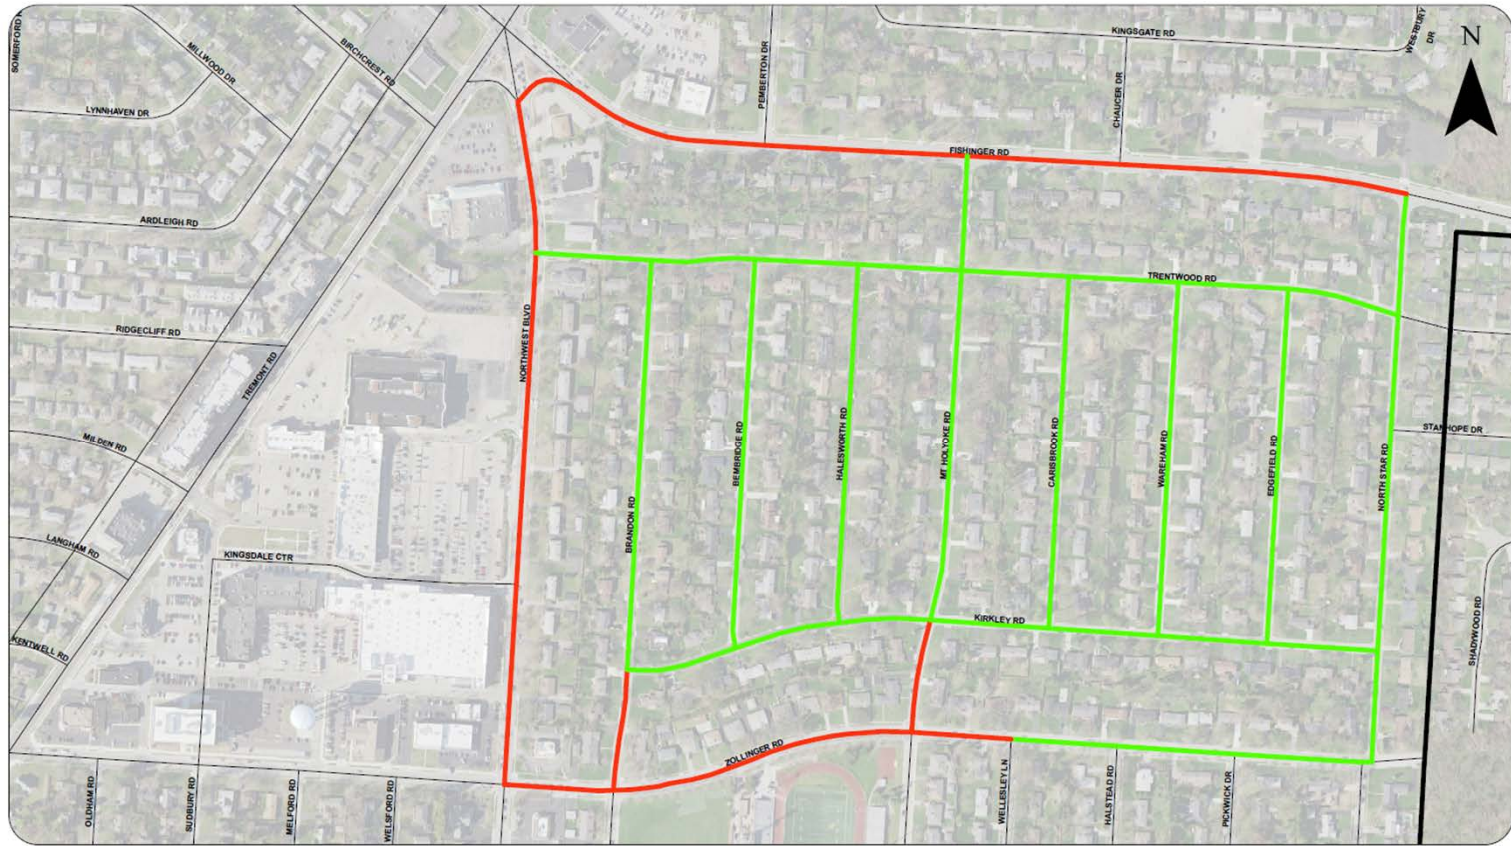 SOMERFORD
MILLWOOD DR
BIRCHCREST RD
PEMBERTON DR
KINGSGATE RD
CHAUCER DR
WESTBURY
DR
N
LYNNHAVEN DR
FISHINGER RD
ARDLEIGH RD
TRENTWOOD RD
RIDGECLIFF RD
TREMONT RD
NORTHWEST BLVD
MILDEN RD
BRANDON RD
BEMBRIDGE RD
HALESWORTH RD
MT HOLYOKE RD
CARISBROOK RD
WAREHAM RD
EDGEFIELD RD
NORTH STAR RD
STANHOPE DR
LANGHAM RD
KINGSDALE CTR
KENTWELL RD
KIRKLEY RD
SHADYWOOD RD
ZOLLINGER RD
OLDHAM RD
SUDBURY RD
MELFORD RD
WELSFORD RD
WELLESLEY LN
HALSTEAD RD
PICKWICK DR